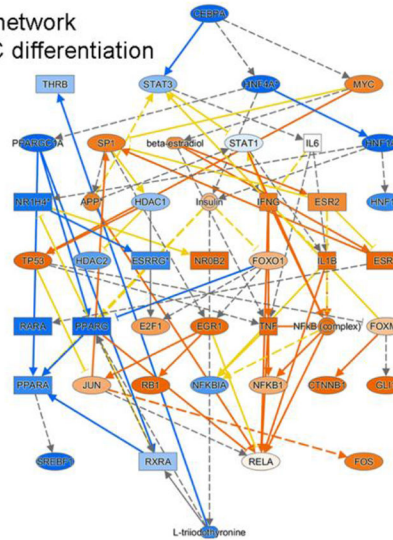 network
C differentiation
CEBPA
THRB
STAT3
HNF4A*
MYC
PPARGC1A
SP1
beta-estradiol
STAT1
IL6
HNF1A
NR1H4*
APP*
HDAC1
Insulin
IFNG
ESR2
HNF1
TP53
HDAC2
ESRRG*
NR0B2
FOXO1
IL1B
ESR
RARA
PPARG
E2F1
EGR1
TNF
NFkB (complex)
FOXM
PPARA
JUN
RB1
NFKBIA
NFKB1
CTNNB1
GLI
SREBF1
RXRA
RELA
FOS
L-triiodothyronine